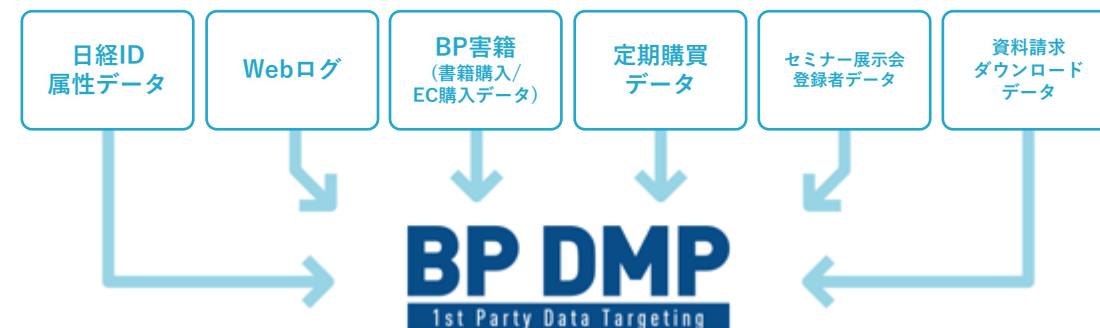 日経ID
属性データ
Webログ
BP害籍
(書籍購入/
EC購入データ)
定期購買
データ
セミナー展示会
登録者データ
資料請求
ダウンロード
データ
BP DMP
1st Party Data Targeting